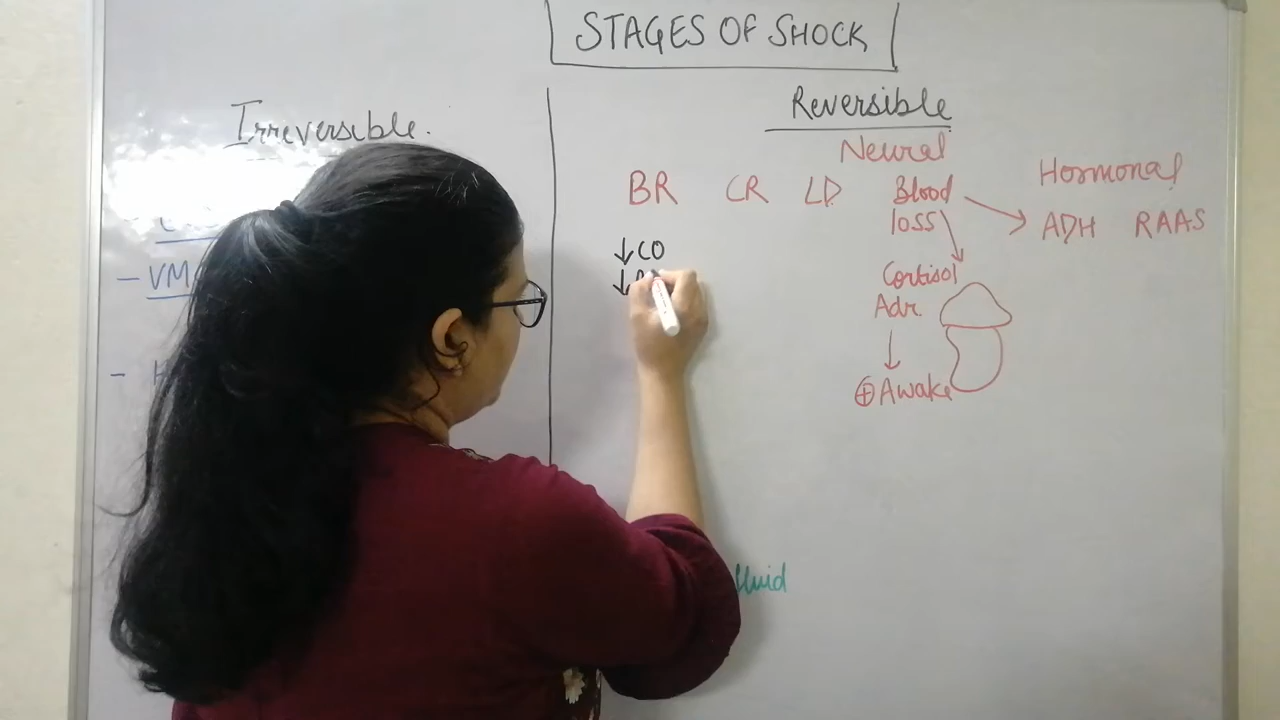 STAGES OF SHOCK
Irreversible.
Reversible
Neural
Hormonal
BR CR LD Blood loss
ADH RAAS
↓CO
↓
Cortisol
Adr.
⊕Awake
- VM
-
fluid